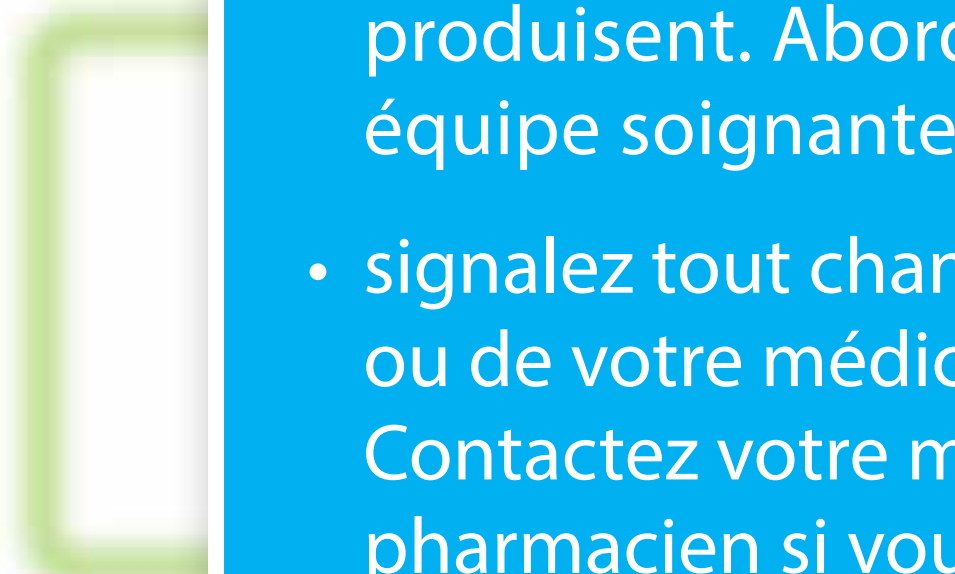 produisent. Abord
équipe soignante
• signalez tout chan
ou de votre médic
Contactez votre m
pharmacien si vou